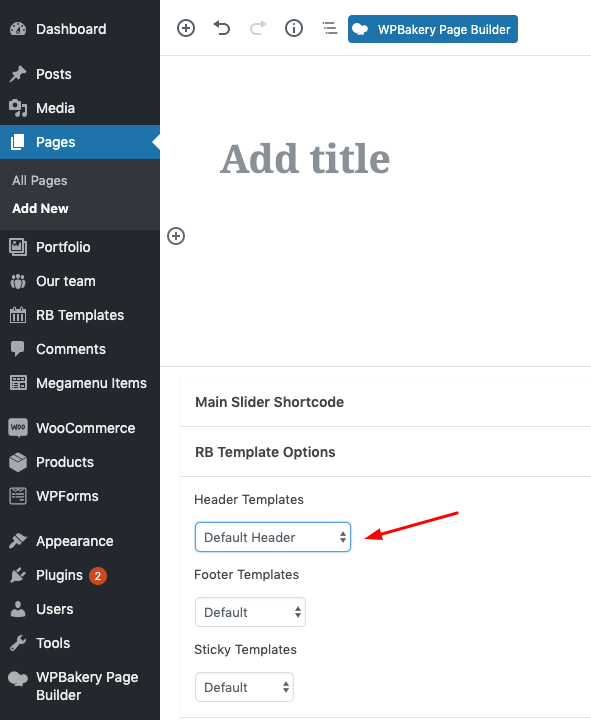 Dashboard
Posts
Media
Pages
All Pages
Add New
Portfolio
Our team
RB Templates
Comments
Megamenu Items
WOO WooCommerce
Products
WPForms
Appearance
Plugins 2
Users
Tools
WPBakery Page
Builder
WPBakery Page Builder
Add title
Main Slider Shortcode
RB Template Options
Header Templates
Default Header
Footer Templates
Default
Sticky Templates
Default